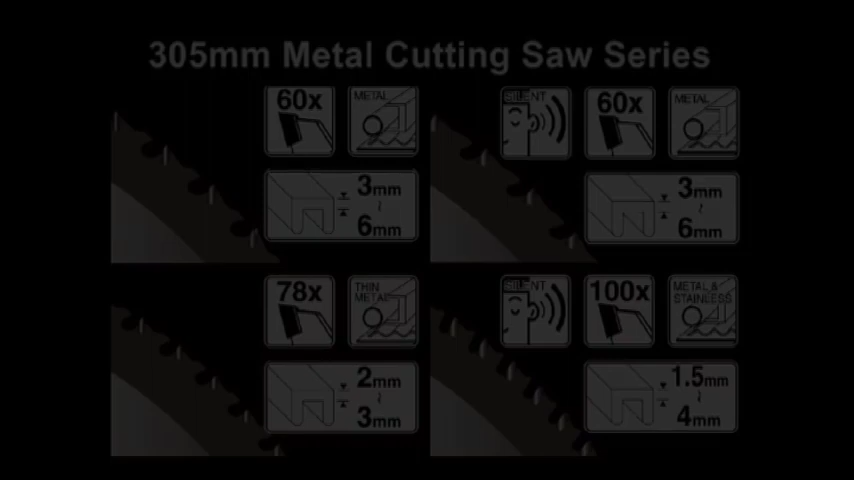 305mm Metal Cutting Saw Series
60x
METAL
3mm
~
6mm
SILENT
60x
METAL
3mm
~
6mm
78x
THIN
METAL
2mm
~
3mm
SILENT
100x
METAL &
STAINLESS
1.5mm
~
4mm